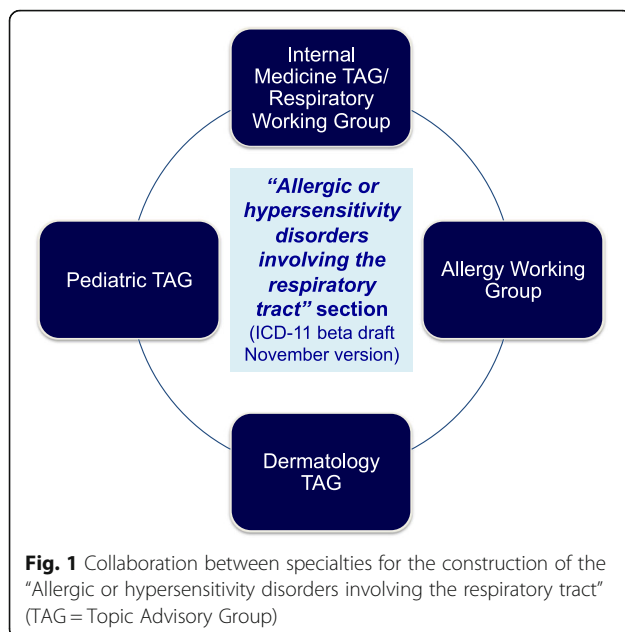 Internal
Medicine TAG/
Respiratory
Working Group
“Allergic or
hypersensitivity
disorders
involving the
respiratory
tract” section
(ICD-11 beta draft
November version)
Pediatric TAG
Allergy Working
Group
Dermatology
TAG
Fig. 1 Collaboration between specialties for the construction of the
“Allergic or hypersensitivity disorders involving the respiratory tract”
(TAG = Topic Advisory Group)